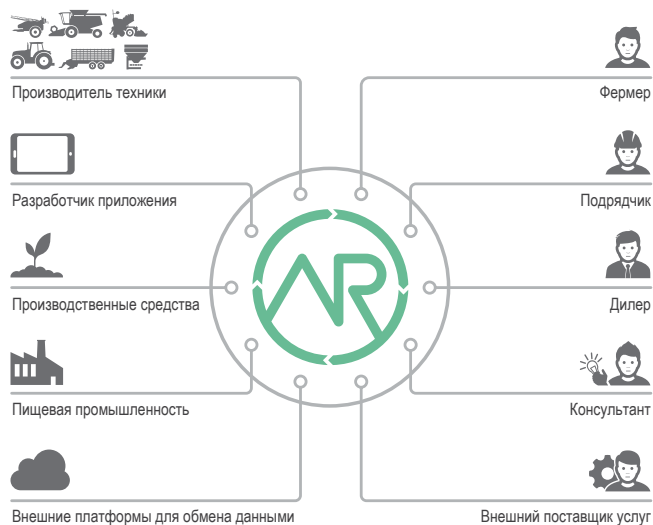 Производитель техники
Фермер
Разработчик приложения
Подрядчик
Производственные средства
Дилер
AR
Пищевая промышленность
Консультант
Внешние платформы для обмена данными
Внешний поставщик услуг